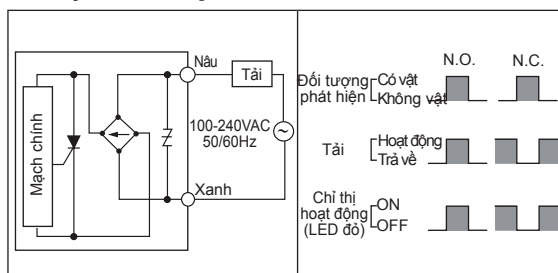 Mạch chính
Nâu
Tải
100-240VAC
50/60Hz
Xanh
N.O.
N.C.
Đối tượng
phát hiện
Có vật
Không vật
Tải
Hoạt động
Trả về
Chỉ thị
hoạt động
(LED đỏ)
ON
OFF